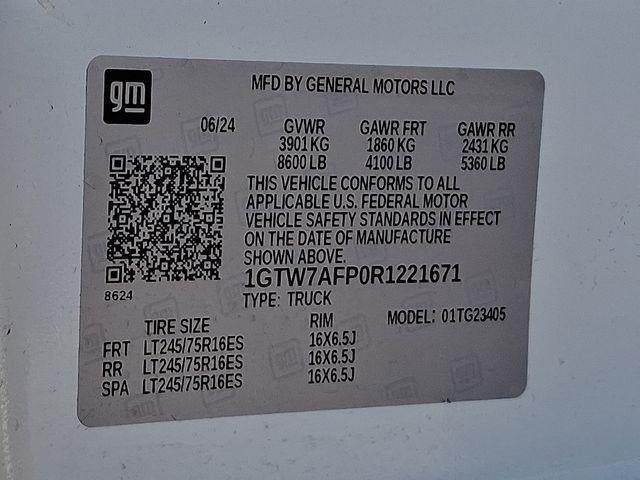 gm
MFD BY GENERAL MOTORS LLC
06/24 GVWR GAWR FRT GAWR RR
3901 KG 1860 KG 2431 KG
8600 LB 4100 LB 5360 LB
THIS VEHICLE CONFORMS TO ALL
APPLICABLE U.S. FEDERAL MOTOR
VEHICLE SAFETY STANDARDS IN EFFECT
ON THE DATE OF MANUFACTURE
SHOWN ABOVE.
1GTW7AFP0R1221671
8624
TYPE: TRUCK
TIRE SIZE RIM MODEL: 01TG23405
FRT LT245/75R16ES 16X6.5J
RR LT245/75R16ES 16X6.5J
SPA LT245/75R16ES 16X6.5J